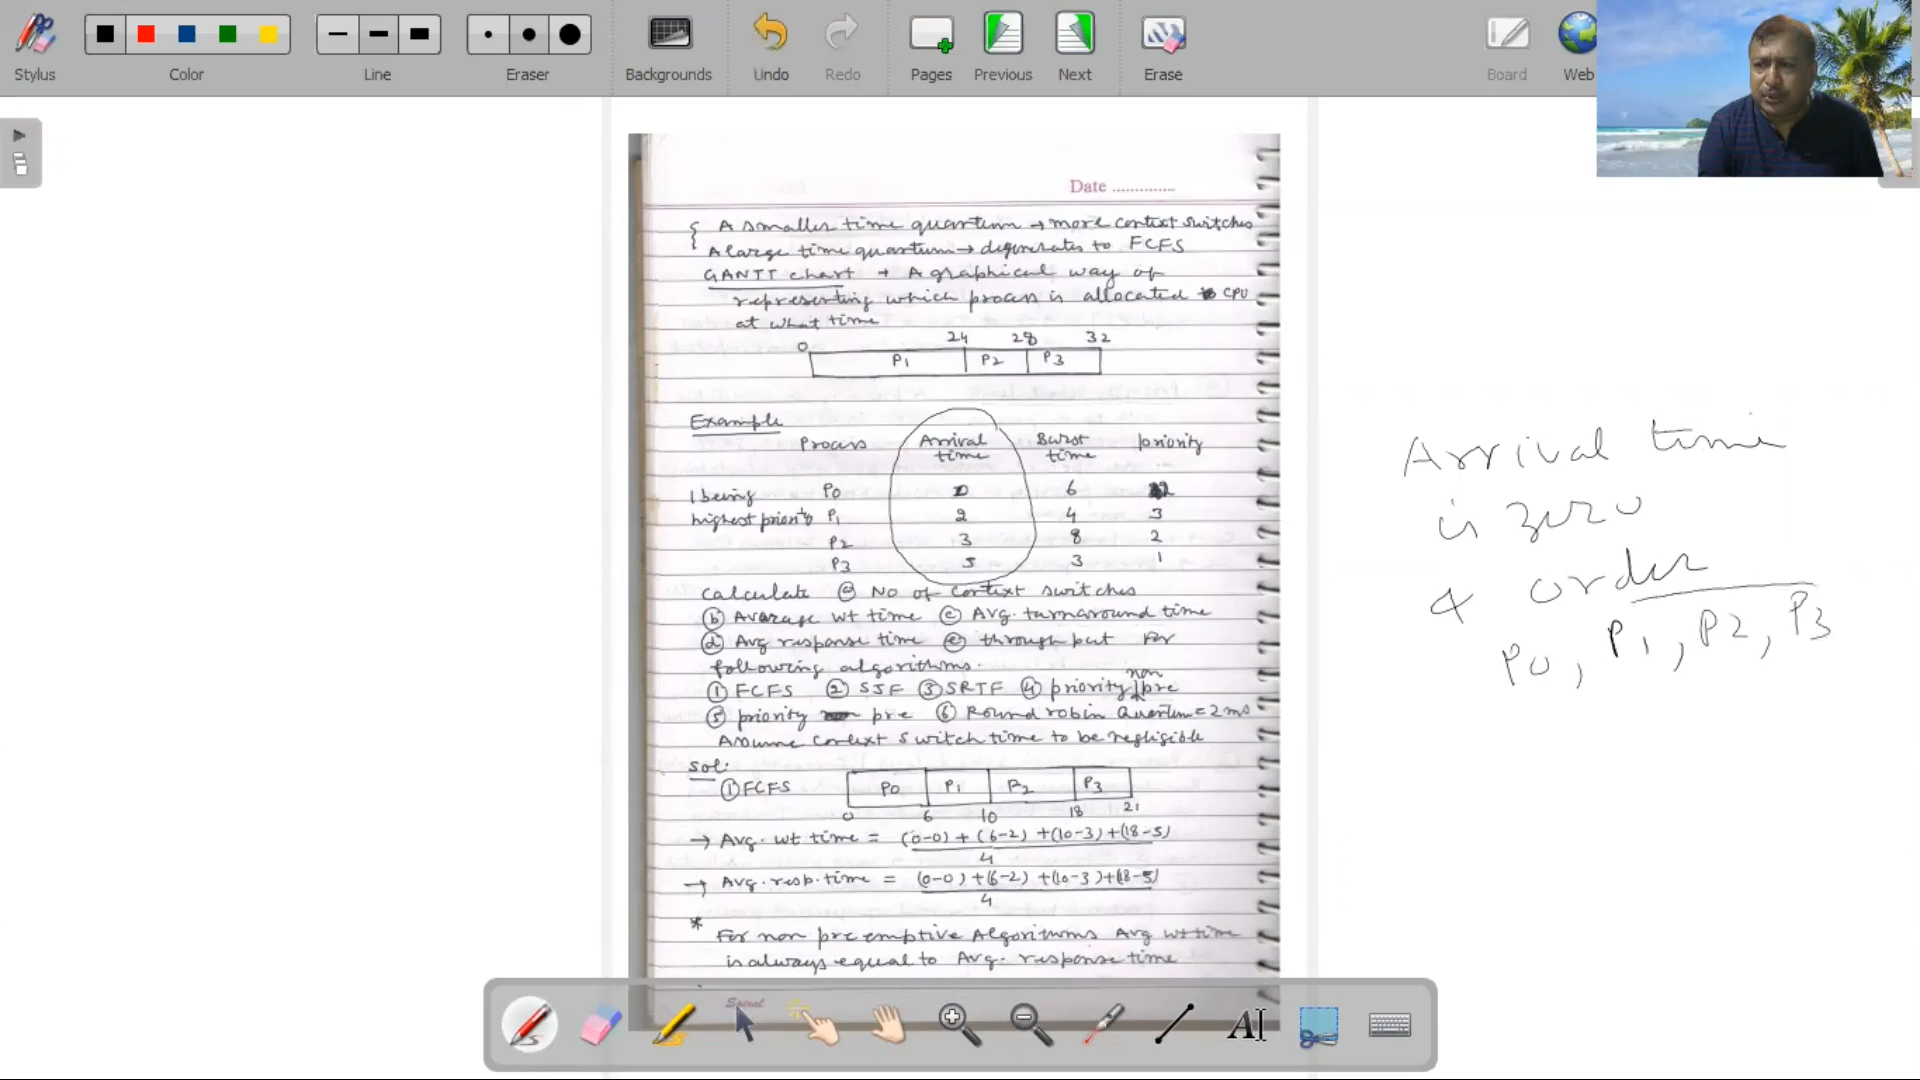 Stylus
Color
Line
Eraser
Backgrounds
Undo
Redo
Pages
Previous
Next
Erase
Board
Web
Date ..............
{ A smaller time quantum → more context switches
A large time quantum → degenerates to FCFS
GANTT chart → A graphical way of
representing which process is allocated to CPU
at what time
0 24 28 32
P1 P2 P3
Example
Process Arrival time Burst time priority
1 being P0 0 6
highest priority P1 2 4 3
P2 3 8 2
P3 5 3 1
Calculate ⓐ No of context switches
ⓑ Average wt time ⓒ Avg. turnaround time
ⓓ Avg response time ⓔ through put for
following algorithms.
① FCFS ② SJF ③ SRTF ④ priority non pre
⑤ priority pre ⑥ Round robin Quantum = 2ms
Assume context switch time to be negligible
Sol:
① FCFS P0 P1 P2 P3
0 6 10 18 21
→ Avg. wt time = (0-0) + (6-2) + (10-3) + (18-5)
4
→ Avg. resp. time = (0-0) + (6-2) + (10-3) + (18-5)
4
* For non preemptive Algorithms Avg wt time
is always equal to Avg. response time
Spiral
Arrival time
is zero
& order
P0, P1, P2, P3